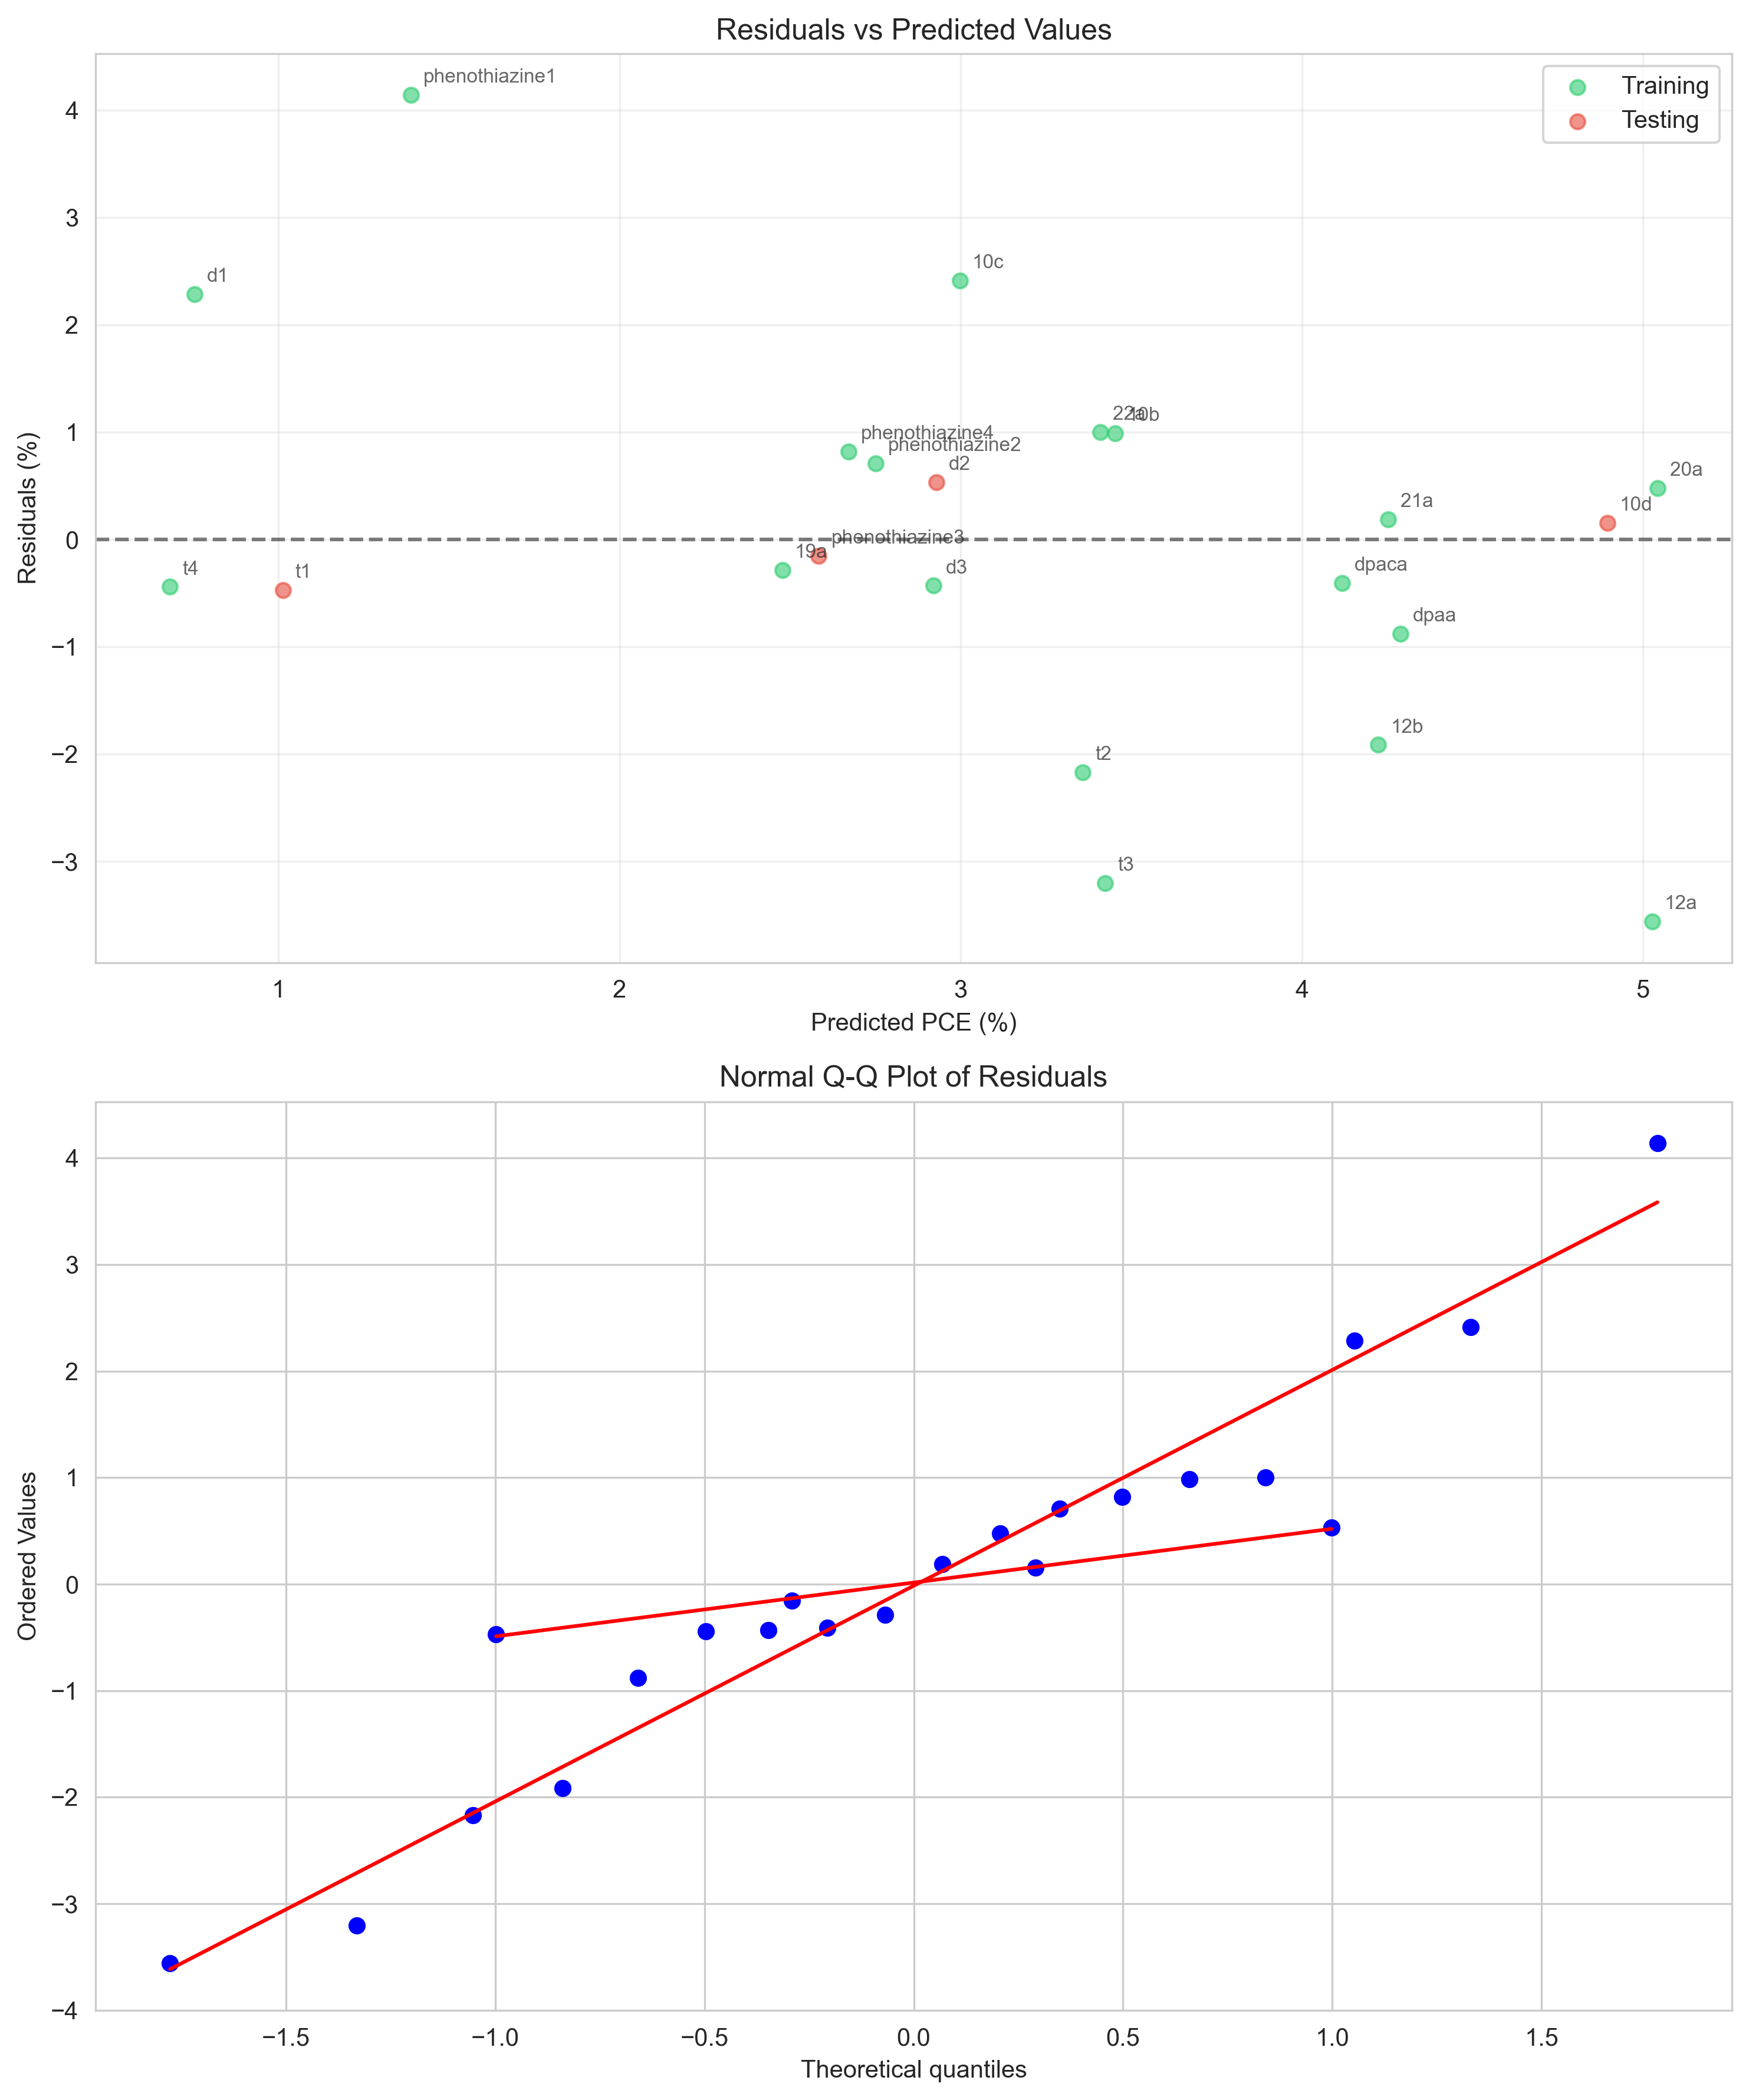 Residuals vs Predicted Values
phenothiazine1
Training
Testing
4
3
2
1
0
−1
−2
−3
Residuals (%)
d1
10c
22a
10b
phenothiazine4
phenothiazine2
d2
20a
21a
10d
phenothiazine3
19a
t4
t1
d3
dpaca
dpaa
12b
t2
t3
12a
1
2
3
4
5
Predicted PCE (%)
Normal Q-Q Plot of Residuals
4
3
2
1
0
−1
−2
−3
−4
Ordered Values
−1.5
−1.0
−0.5
0.0
0.5
1.0
1.5
Theoretical quantiles